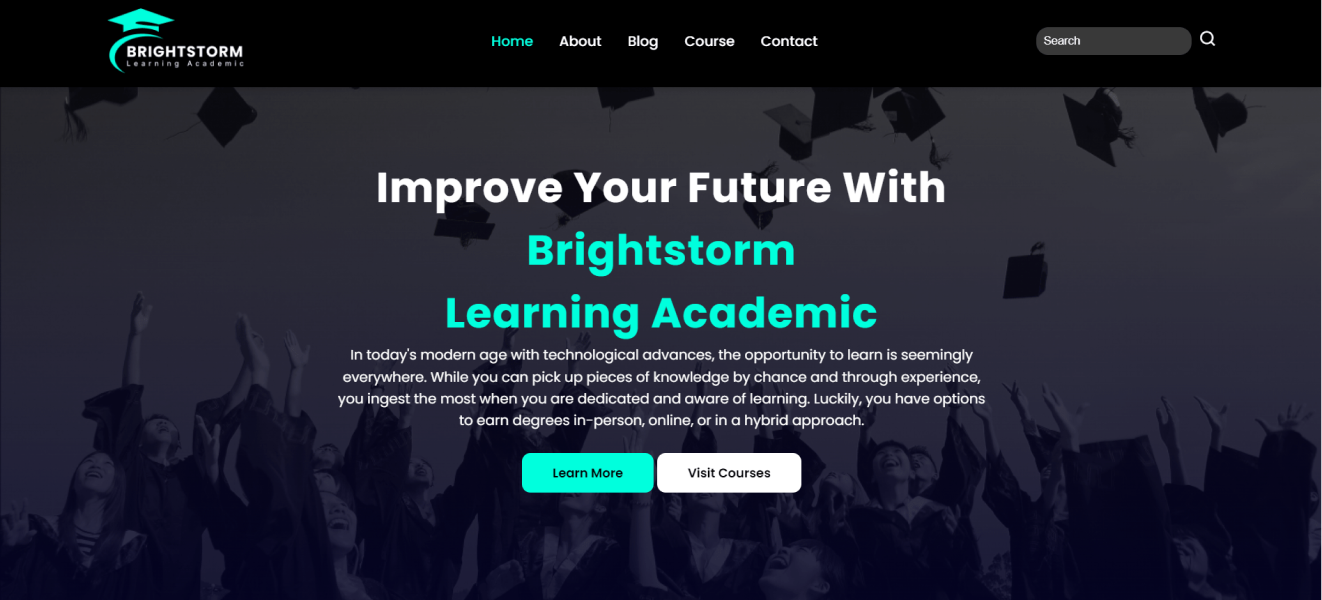 BRIGHTSTORM
Learning Academic
Home About Blog Course Contact
Search
Improve Your Future With
Brightstorm
Learning Academic
In today's modern age with technological advances, the opportunity to learn is seemingly
everywhere. While you can pick up pieces of knowledge by chance and through experience,
you ingest the most when you are dedicated and aware of learning. Luckily, you have options
to earn degrees in-person, online, or in a hybrid approach.
Learn More Visit Courses